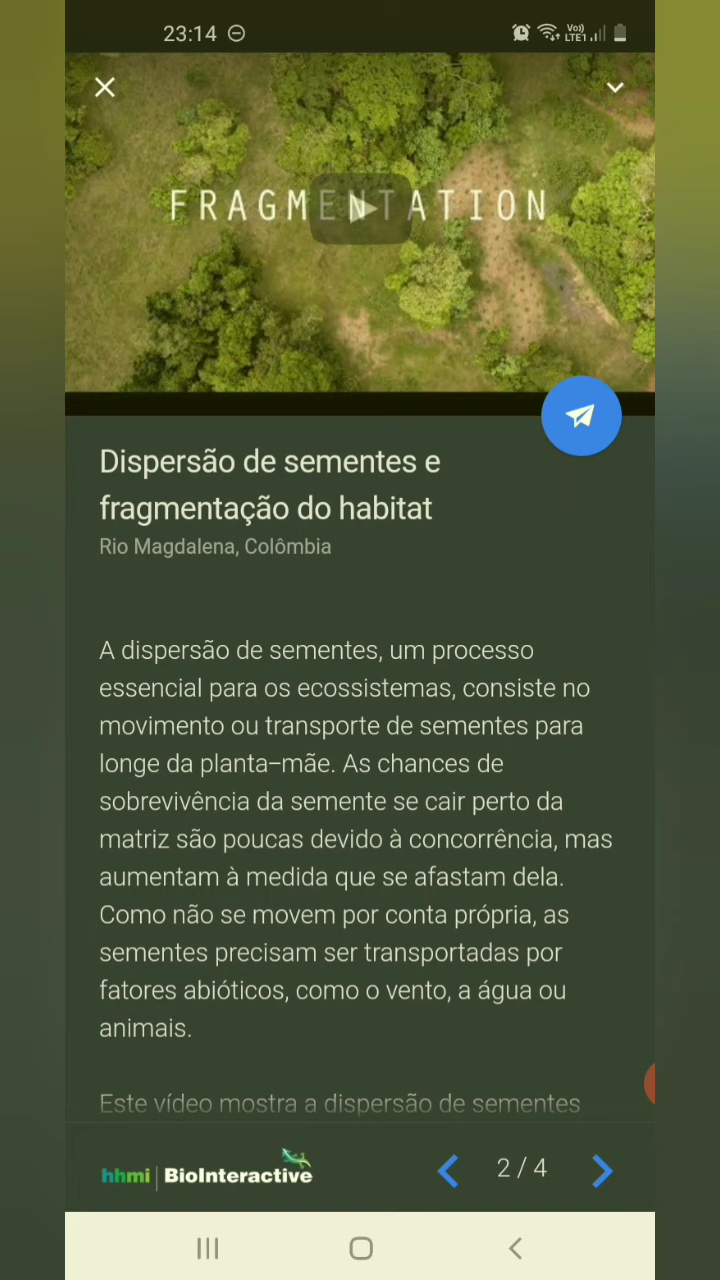 23:14
Vo))
LTE1
FRAGMENTATION
Dispersão de sementes e
fragmentação do habitat
Rio Magdalena, Colômbia
A dispersão de sementes, um processo
essencial para os ecossistemas, consiste no
movimento ou transporte de sementes para
longe da planta–mãe. As chances de
sobrevivência da semente se cair perto da
matriz são poucas devido à concorrência, mas
aumentam à medida que se afastam dela.
Como não se movem por conta própria, as
sementes precisam ser transportadas por
fatores abióticos, como o vento, a água ou
animais.
Este vídeo mostra a dispersão de sementes
hhmi | BioInteractive
2 / 4